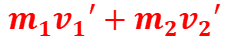 m₁v₁′ + m₂v₂′